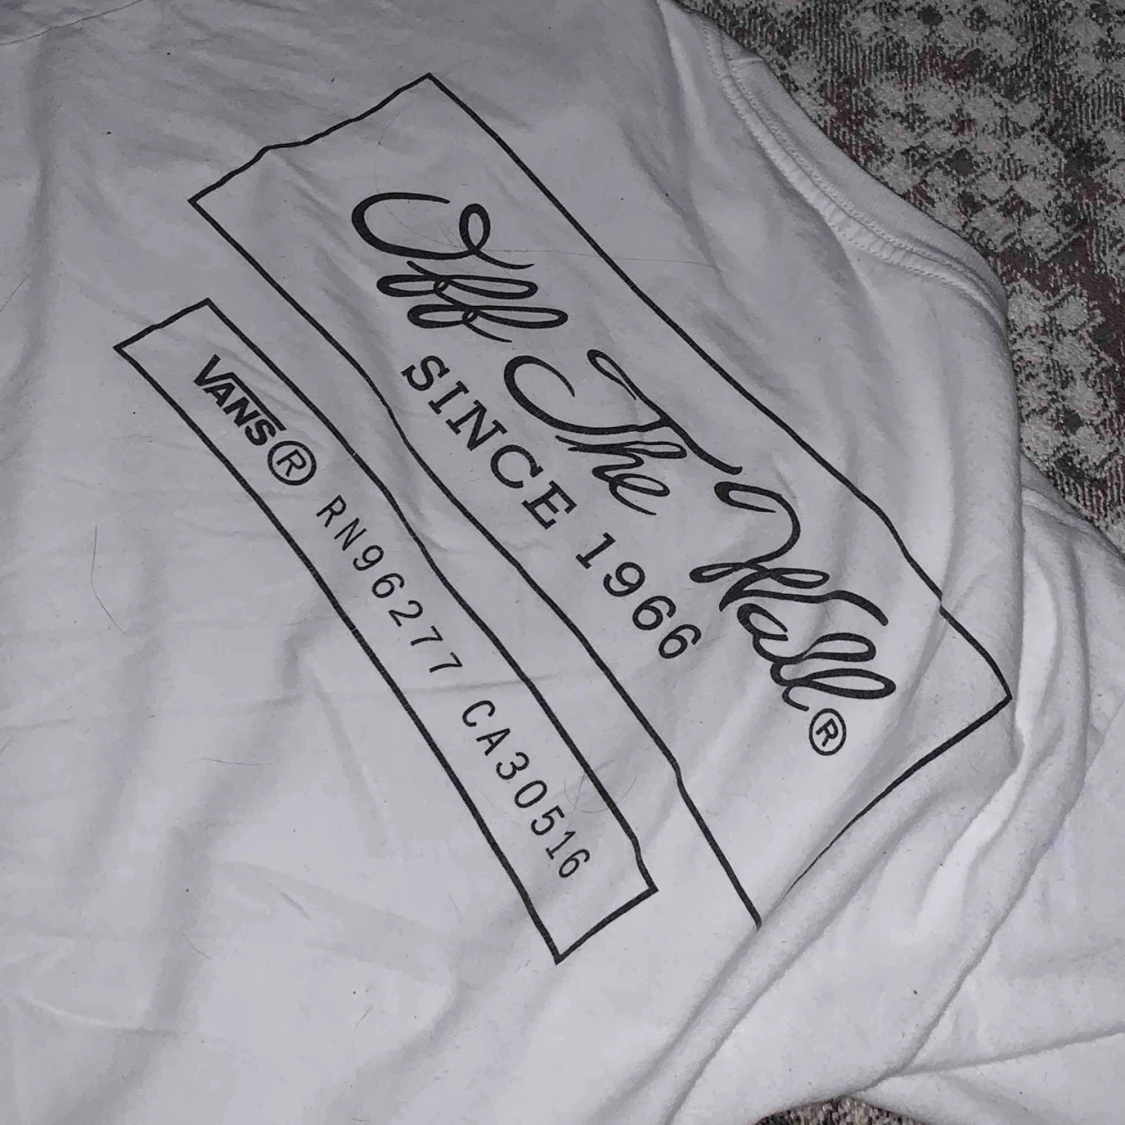 Off The Wall®
SINCE 1966
VANS® RN96277 CA30516